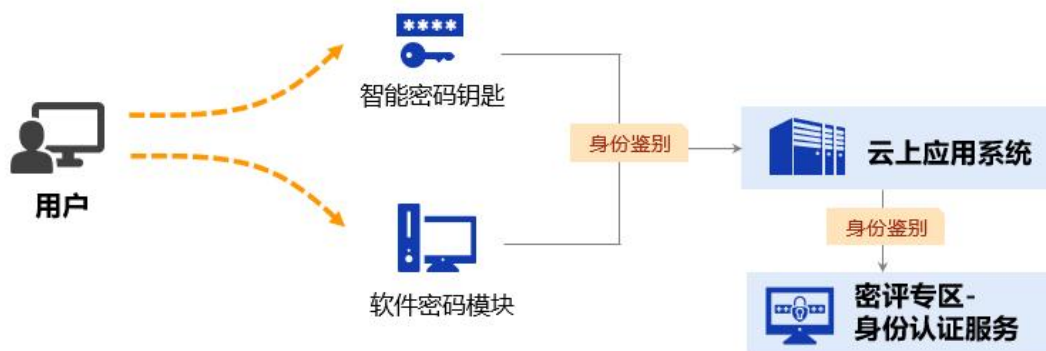 ****
智能密码钥匙
用户
身份鉴别
云上应用系统
身份鉴别
软件密码模块
密评专区-
身份认证服务